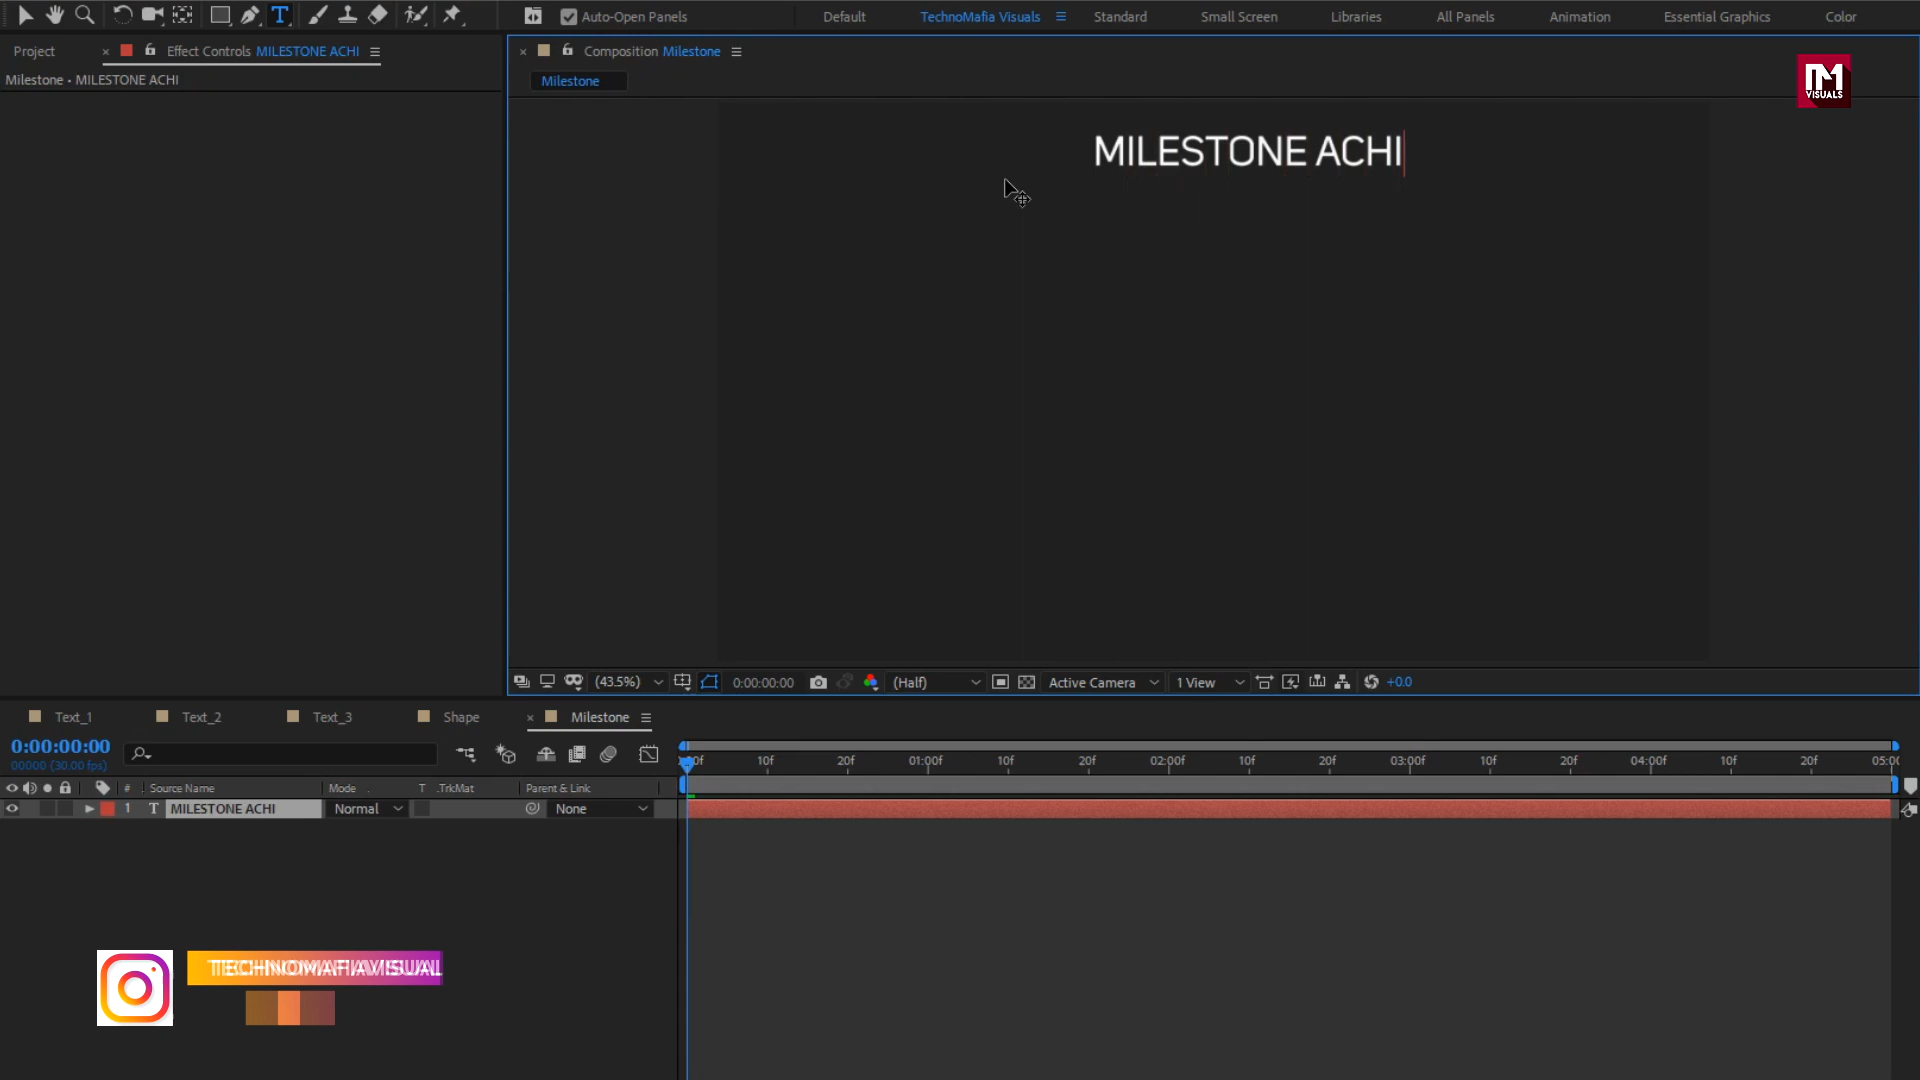 Auto-Open Panels
Default
TechnoMafia Visuals
Standard
Small Screen
Libraries
All Panels
Animation
Essential Graphics
Color
Project
Effect Controls MILESTONE ACHI
Composition Milestone
Milestone • MILESTONE ACHI
Milestone
VISUALS
MILESTONE ACHI
(43.5%)
0:00:00:00
(Half)
Active Camera
1 View
+0.0
Text_1
Text_2
Text_3
Shape
Milestone
0:00:00:00
00000 (30.00 fps)
10f
20f
01:00f
10f
20f
02:00f
10f
20f
03:00f
10f
20f
04:00f
10f
20f
05:00
#
Source Name
Mode
T .TrkMat
Parent & Link
1
T
MILESTONE ACHI
Normal
None
TECHNOMAFIAVISUAL